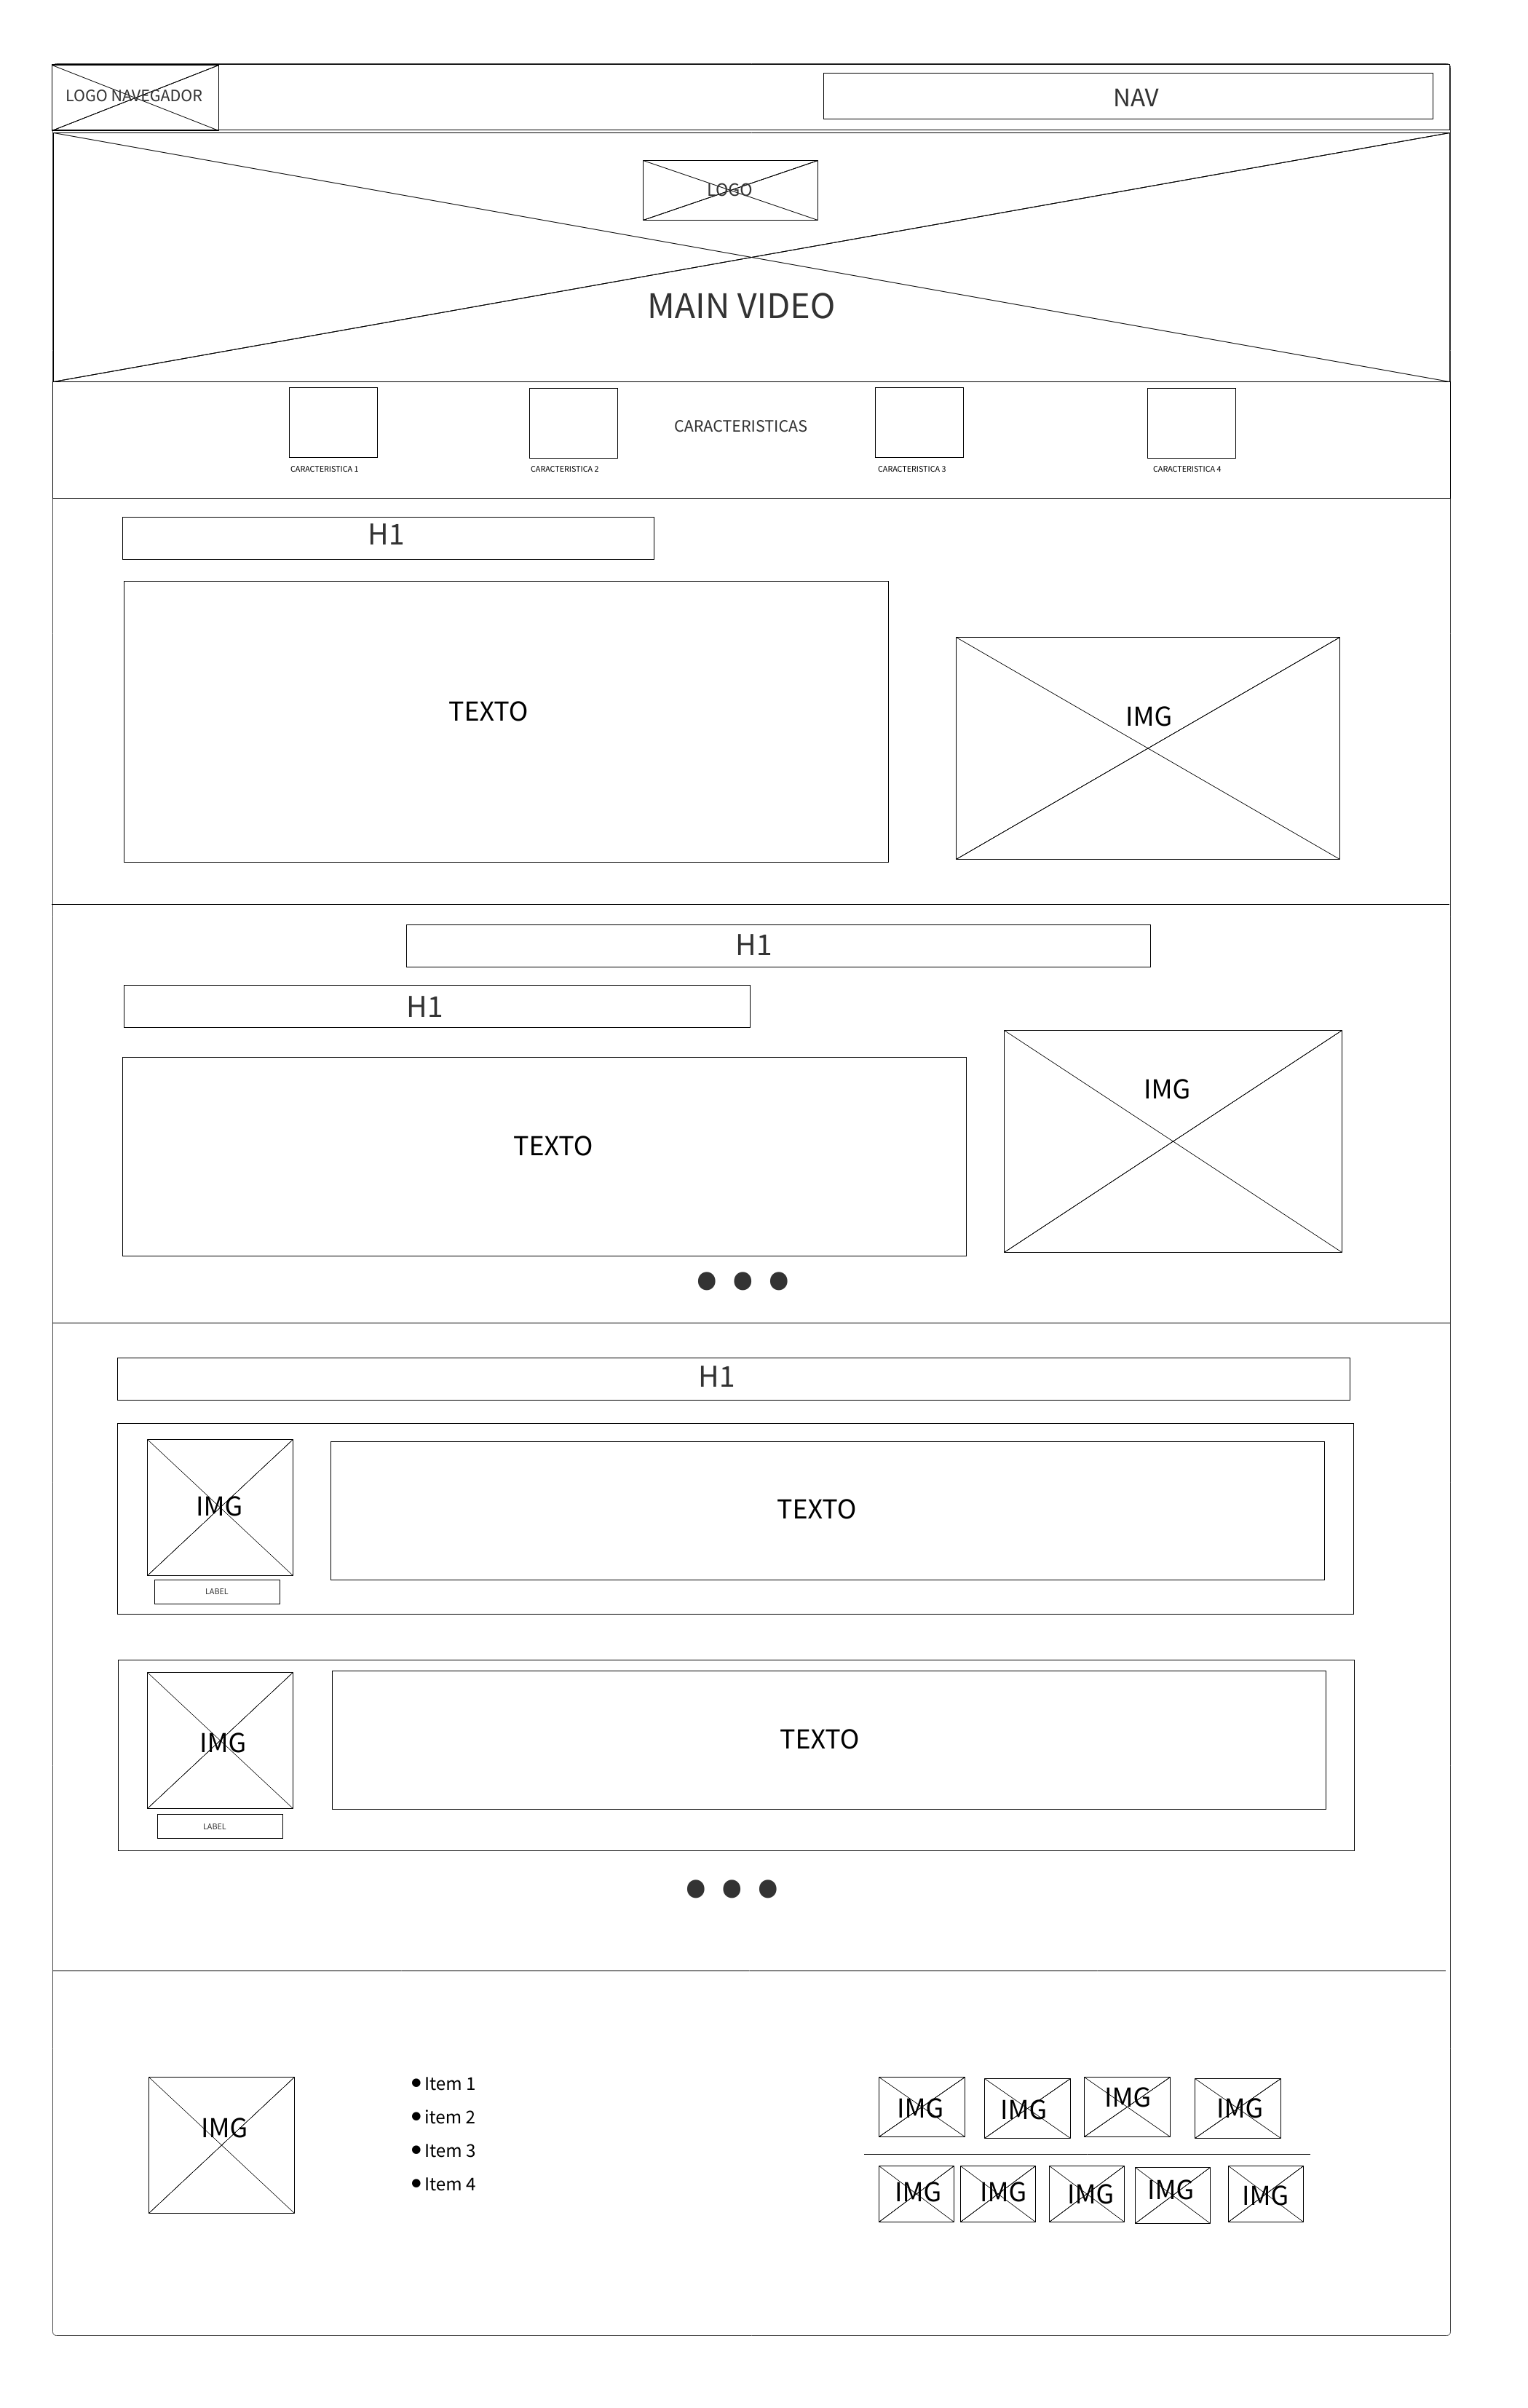 LOGO NAVEGADOR
NAV
LOGO
MAIN VIDEO
CARACTERISTICAS
CARACTERISTICA 1
CARACTERISTICA 2
CARACTERISTICA 3
CARACTERISTICA 4
H1
TEXTO
IMG
H1
H1
TEXTO
IMG
H1
IMG
TEXTO
LABEL
IMG
TEXTO
LABEL
IMG
Item 1
item 2
Item 3
Item 4
IMG
IMG
IMG
IMG
IMG
IMG
IMG
IMG
IMG